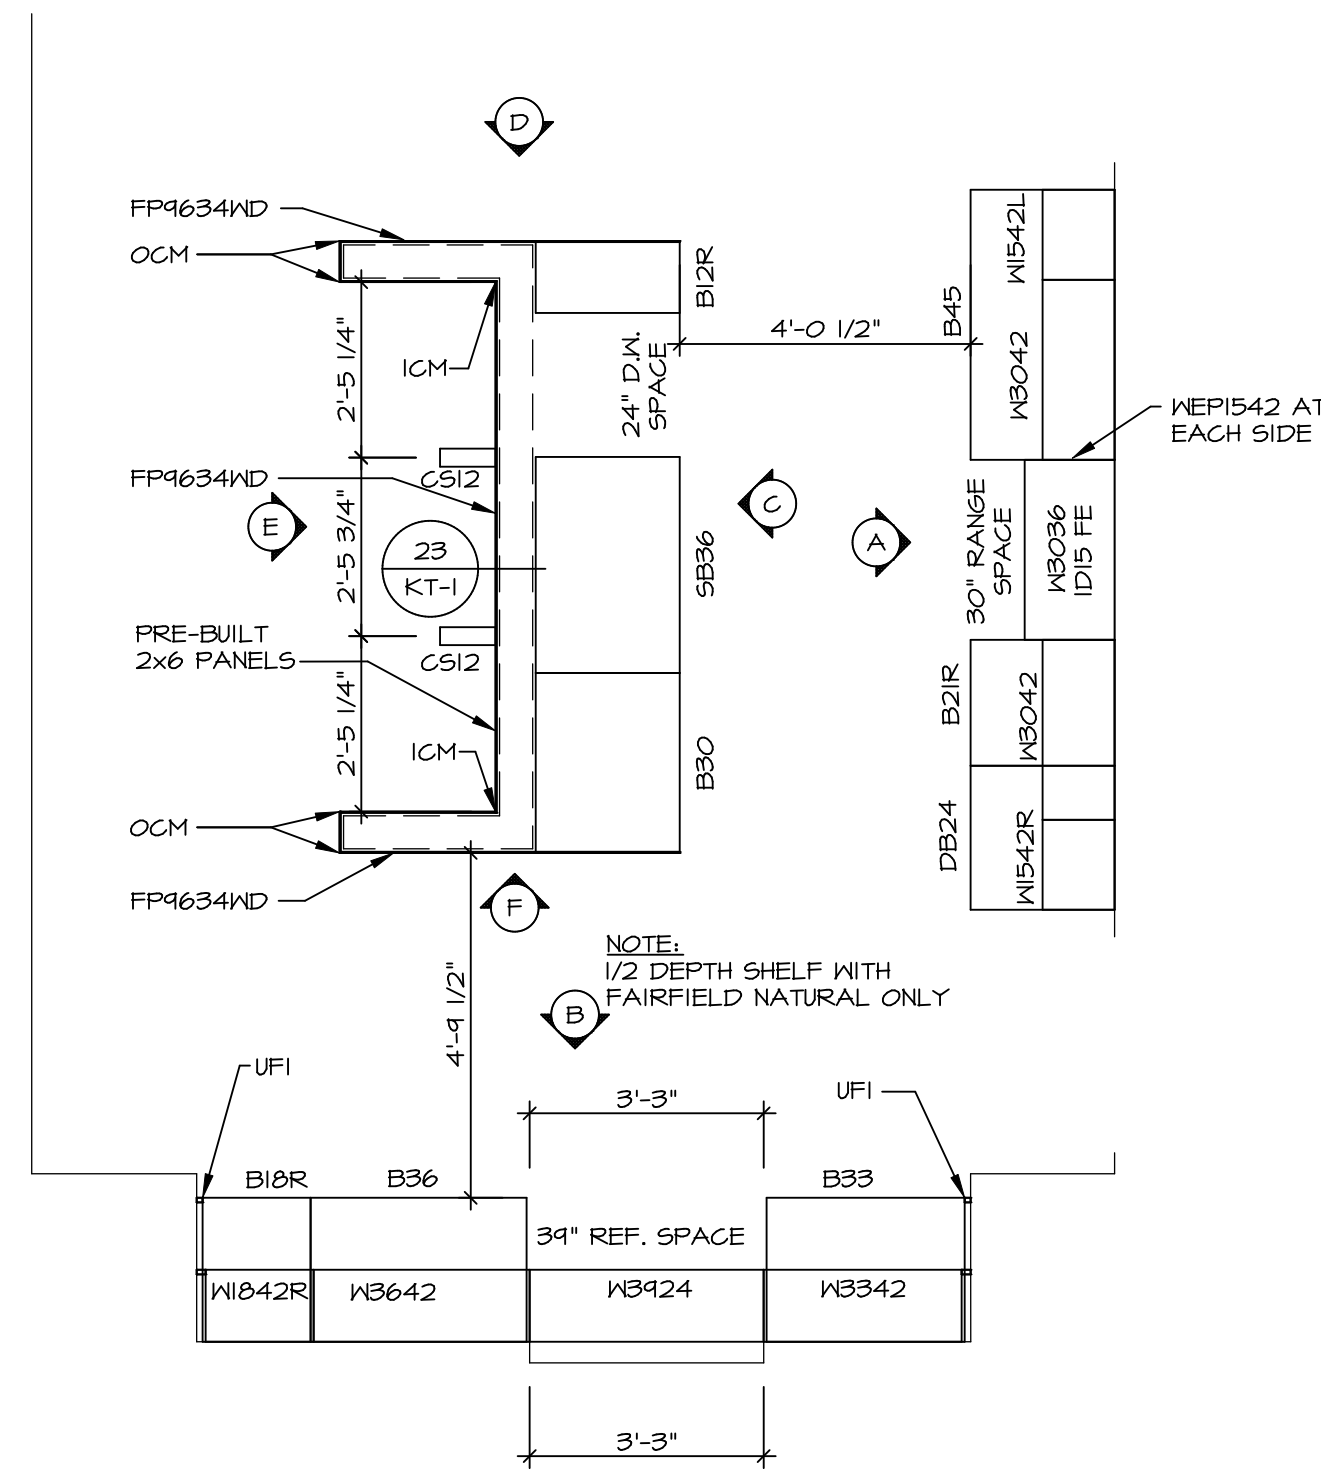 D
FP9634WD
OCM
B12R
W1542L
B45
4'-0 1/2"
2'-5 1/4"
ICM
24" D.W.
SPACE
W3042
WEP1542 AT
EACH SIDE
CS12
FP9634WD
E
C
A
2'-5 3/4"
23
KT-1
SB36
30" RANGE
SPACE
W3036
1D15 FE
PRE-BUILT
2x6 PANELS
CS12
B21R
W3042
2'-5 1/4"
ICM
B30
OCM
DB24
W1542R
FP9634WD
F
NOTE:
1/2 DEPTH SHELF WITH
FAIRFIELD NATURAL ONLY
4'-9 1/2"
B
UF1
UF1
3'-3"
B18R
B36
B33
39" REF. SPACE
W1842R
W3642
W3924
W3342
3'-3"